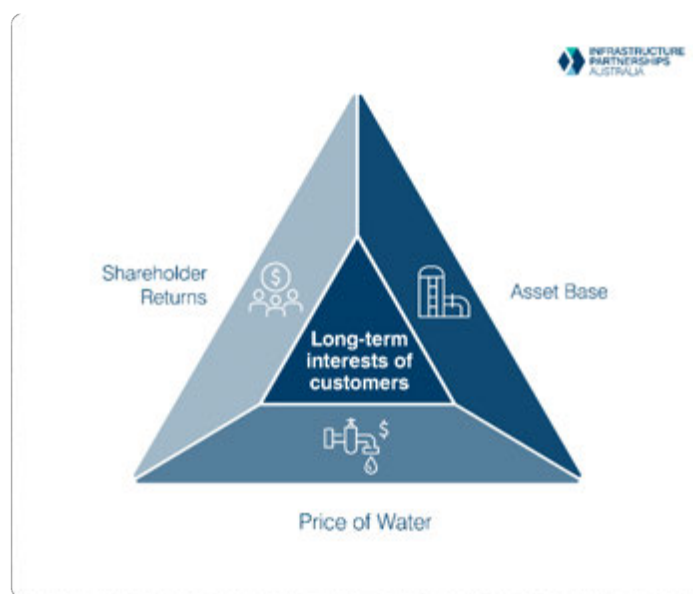 INFRASTRUCTURE
PARTNERSHIPS
AUSTRALIA
Shareholder
Returns
$
Asset Base
Long-term
interests of
customers
$
Price of Water